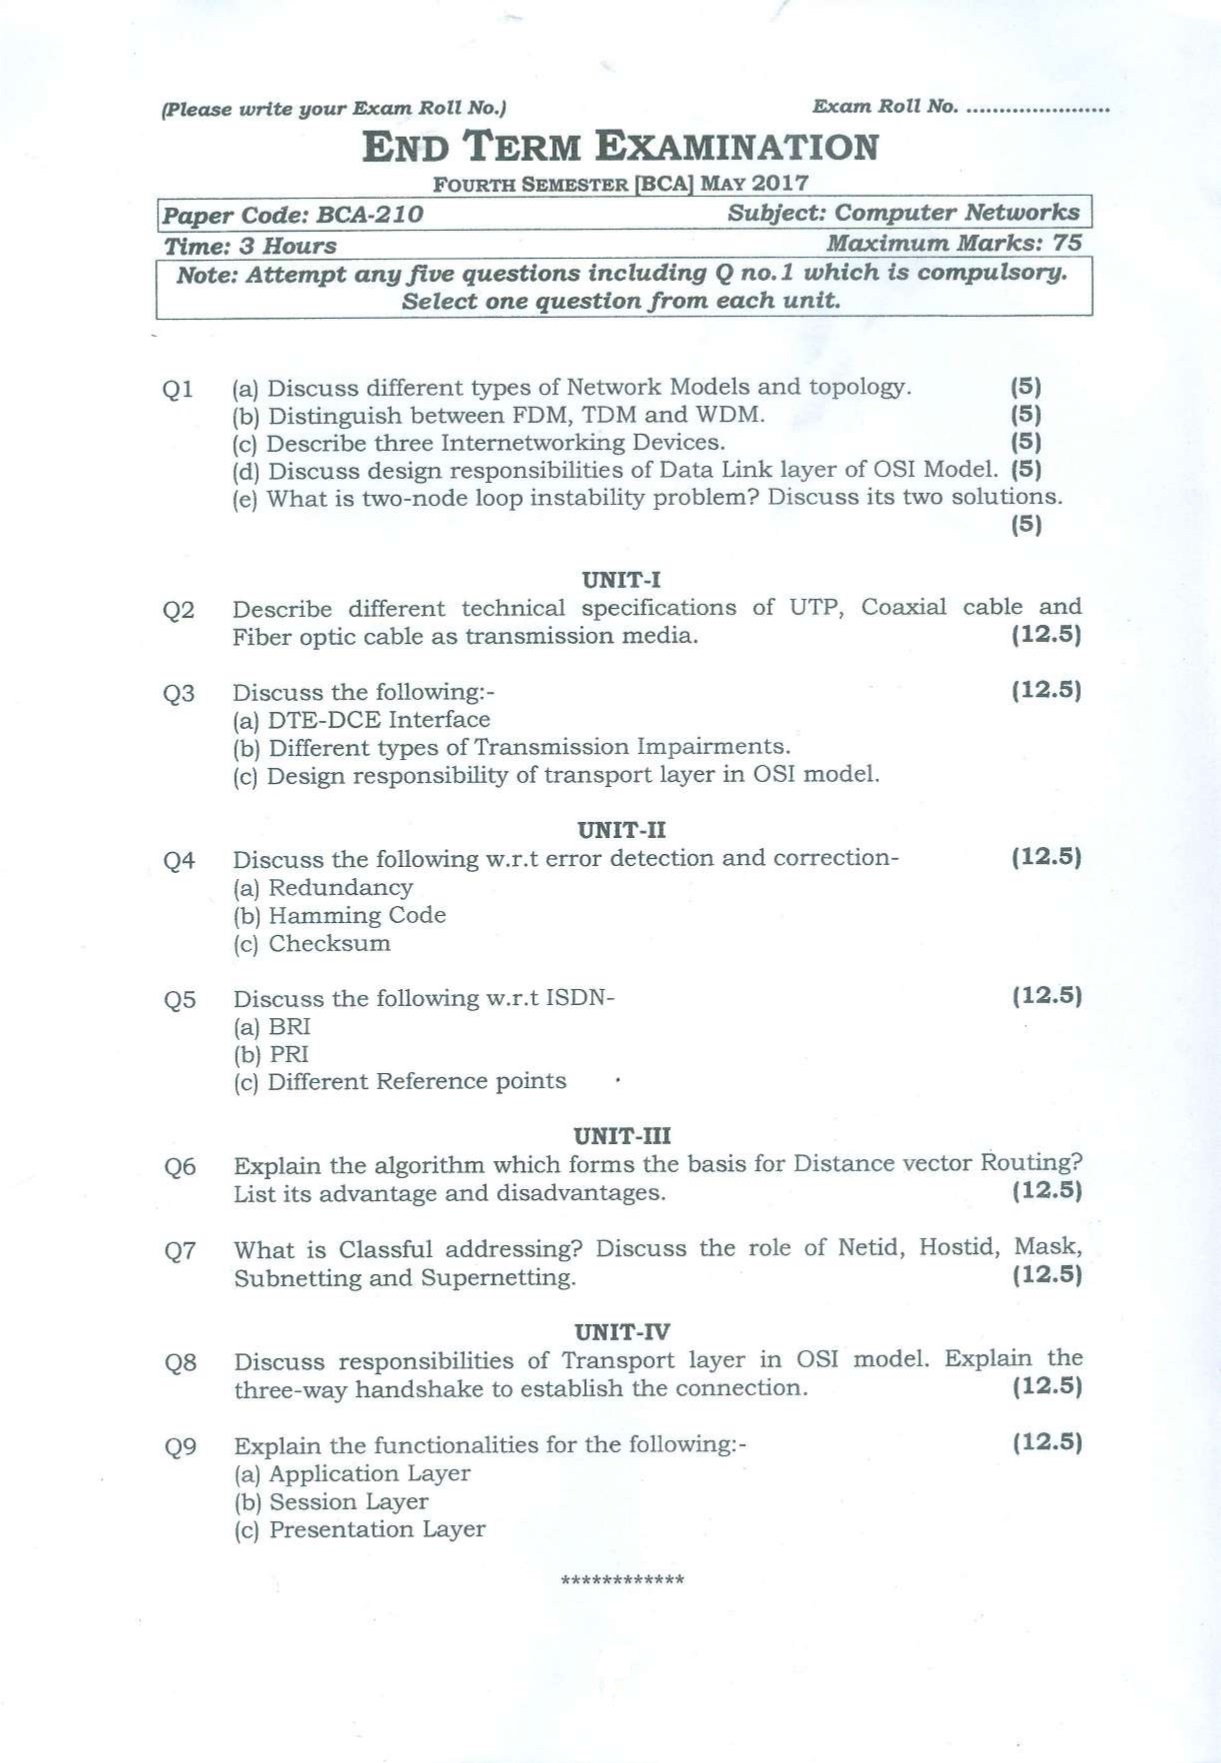 (Please write your Exam Roll No.) Exam Roll No. ......................
END TERM EXAMINATION
FOURTH SEMESTER [BCA] MAY 2017
Paper Code: BCA-210 Subject: Computer Networks
Time: 3 Hours Maximum Marks: 75
Note: Attempt any five questions including Q no.1 which is compulsory.
Select one question from each unit.
Q1 (a) Discuss different types of Network Models and topology. (5)
(b) Distinguish between FDM, TDM and WDM. (5)
(c) Describe three Internetworking Devices. (5)
(d) Discuss design responsibilities of Data Link layer of OSI Model. (5)
(e) What is two-node loop instability problem? Discuss its two solutions.
(5)
UNIT-I
Q2 Describe different technical specifications of UTP, Coaxial cable and
Fiber optic cable as transmission media. (12.5)
Q3 Discuss the following:- (12.5)
(a) DTE-DCE Interface
(b) Different types of Transmission Impairments.
(c) Design responsibility of transport layer in OSI model.
UNIT-II
Q4 Discuss the following w.r.t error detection and correction- (12.5)
(a) Redundancy
(b) Hamming Code
(c) Checksum
Q5 Discuss the following w.r.t ISDN- (12.5)
(a) BRI
(b) PRI
(c) Different Reference points
UNIT-III
Q6 Explain the algorithm which forms the basis for Distance vector Routing?
List its advantage and disadvantages. (12.5)
Q7 What is Classful addressing? Discuss the role of Netid, Hostid, Mask,
Subnetting and Supernetting. (12.5)
UNIT-IV
Q8 Discuss responsibilities of Transport layer in OSI model. Explain the
three-way handshake to establish the connection. (12.5)
Q9 Explain the functionalities for the following:- (12.5)
(a) Application Layer
(b) Session Layer
(c) Presentation Layer
************